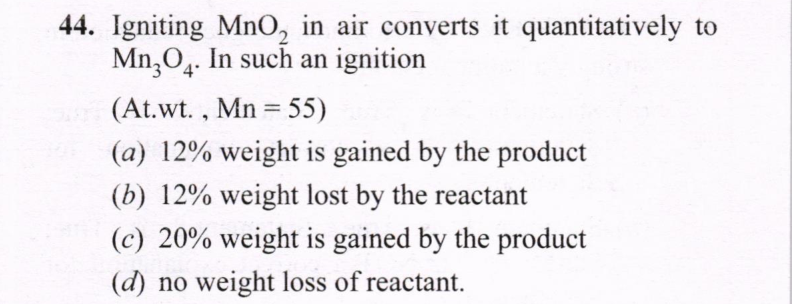 44. Igniting MnO₂ in air converts it quantitatively to
Mn₃O₄. In such an ignition
(At.wt. , Mn = 55)
(a) 12% weight is gained by the product
(b) 12% weight lost by the reactant
(c) 20% weight is gained by the product
(d) no weight loss of reactant.